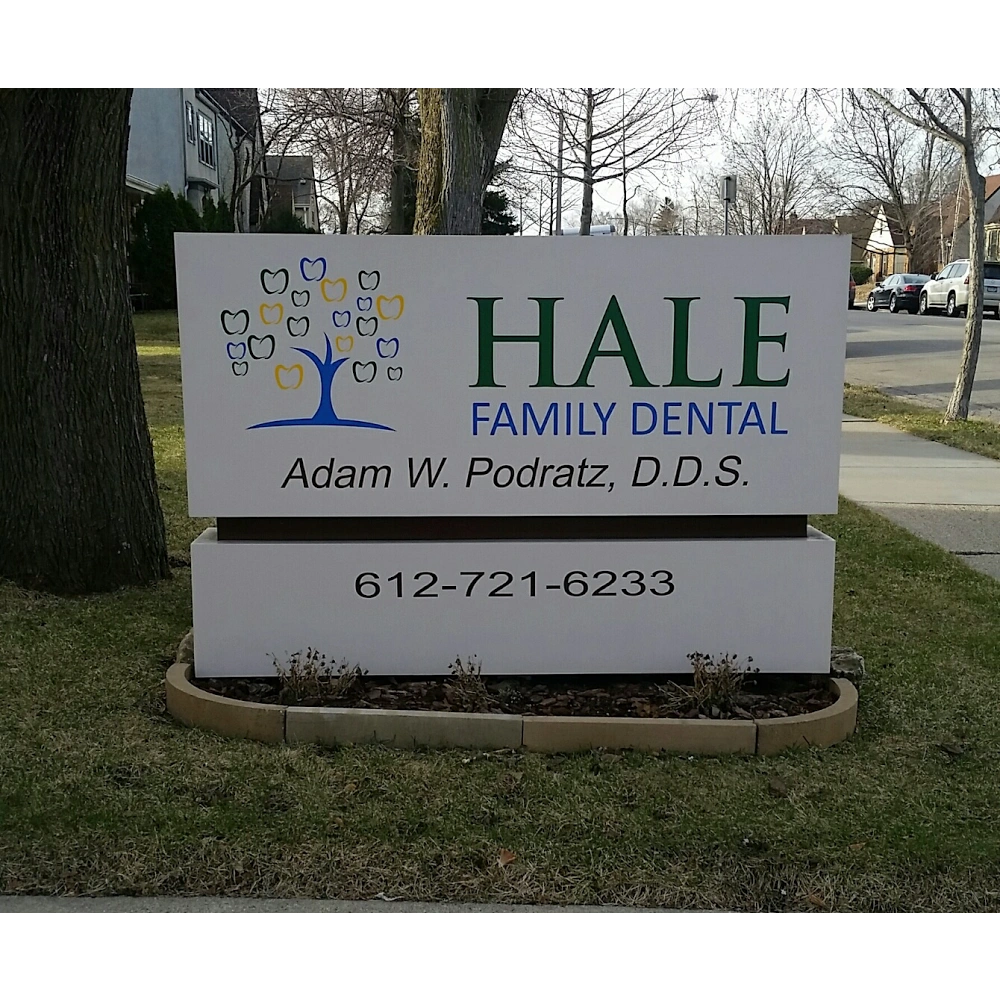 HALE
FAMILY DENTAL
Adam W. Podratz, D.D.S.
612-721-6233